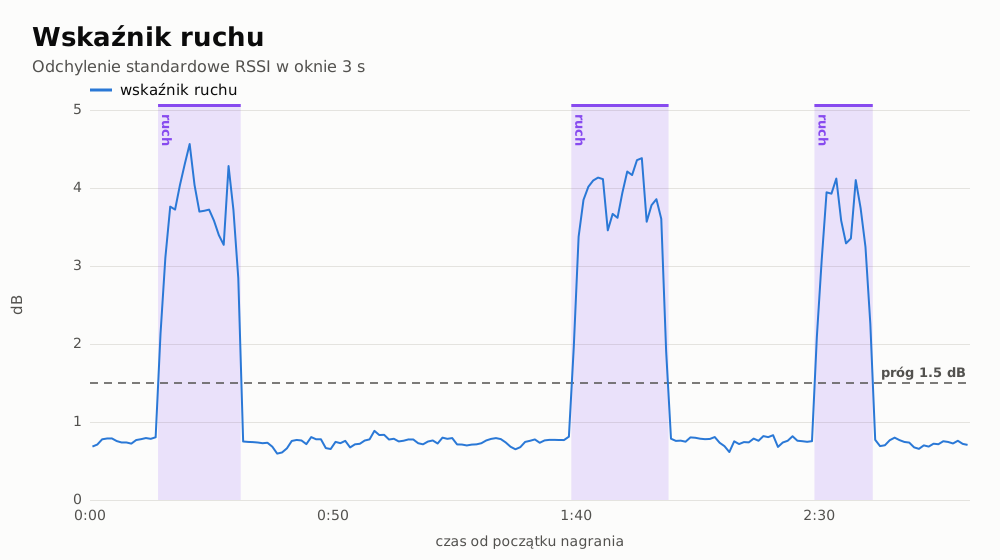 Wskaźnik ruchu
Odchylenie standardowe RSSI w oknie 3 s
wskaźnik ruchu
5
4
3
2
1
0
dB
ruch
ruch
ruch
próg 1.5 dB
0:00
0:50
1:40
2:30
czas od początku nagrania